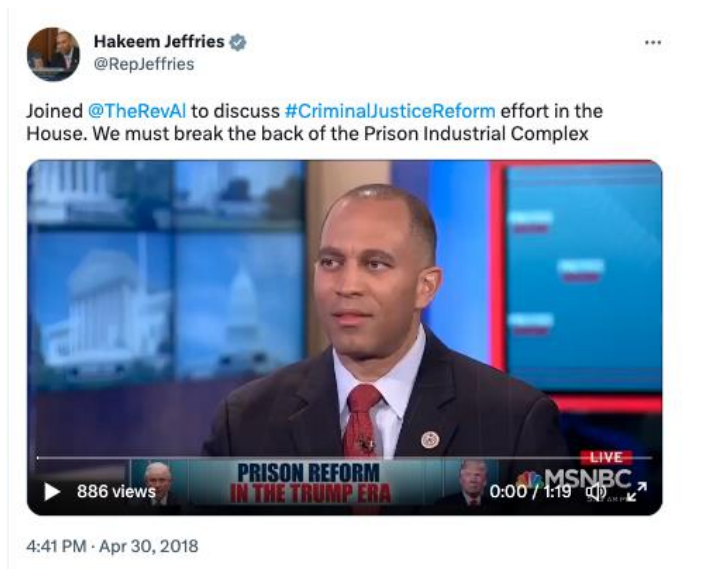 Hakeem Jeffries
@RepJeffries
Joined @TheRevAl to discuss #CriminalJusticeReform effort in the
House. We must break the back of the Prison Industrial Complex
LIVE
PRISON REFORM
IN THE TRUMP ERA
MSNBC
886 views
0:00 / 1:19
4:41 PM · Apr 30, 2018